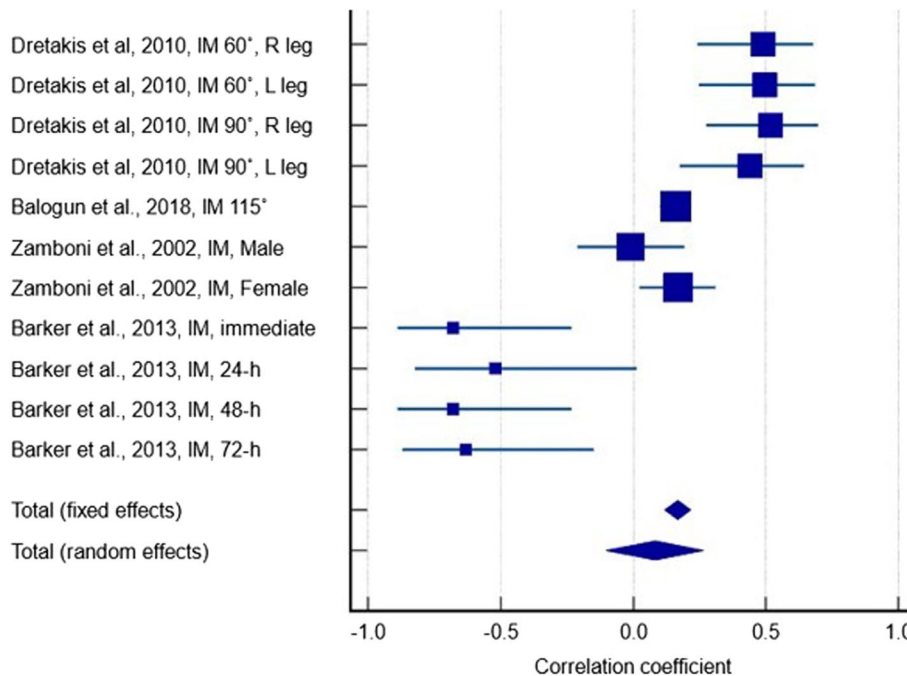 Dretakis et al, 2010, IM 60˚, R leg
Dretakis et al, 2010, IM 60˚, L leg
Dretakis et al, 2010, IM 90˚, R leg
Dretakis et al, 2010, IM 90˚, L leg
Balogun et al., 2018, IM 115˚
Zamboni et al., 2002, IM, Male
Zamboni et al., 2002, IM, Female
Barker et al., 2013, IM, immediate
Barker et al., 2013, IM, 24-h
Barker et al., 2013, IM, 48-h
Barker et al., 2013, IM, 72-h
Total (fixed effects)
Total (random effects)
-1.0 -0.5 0.0 0.5 1.0
Correlation coefficient